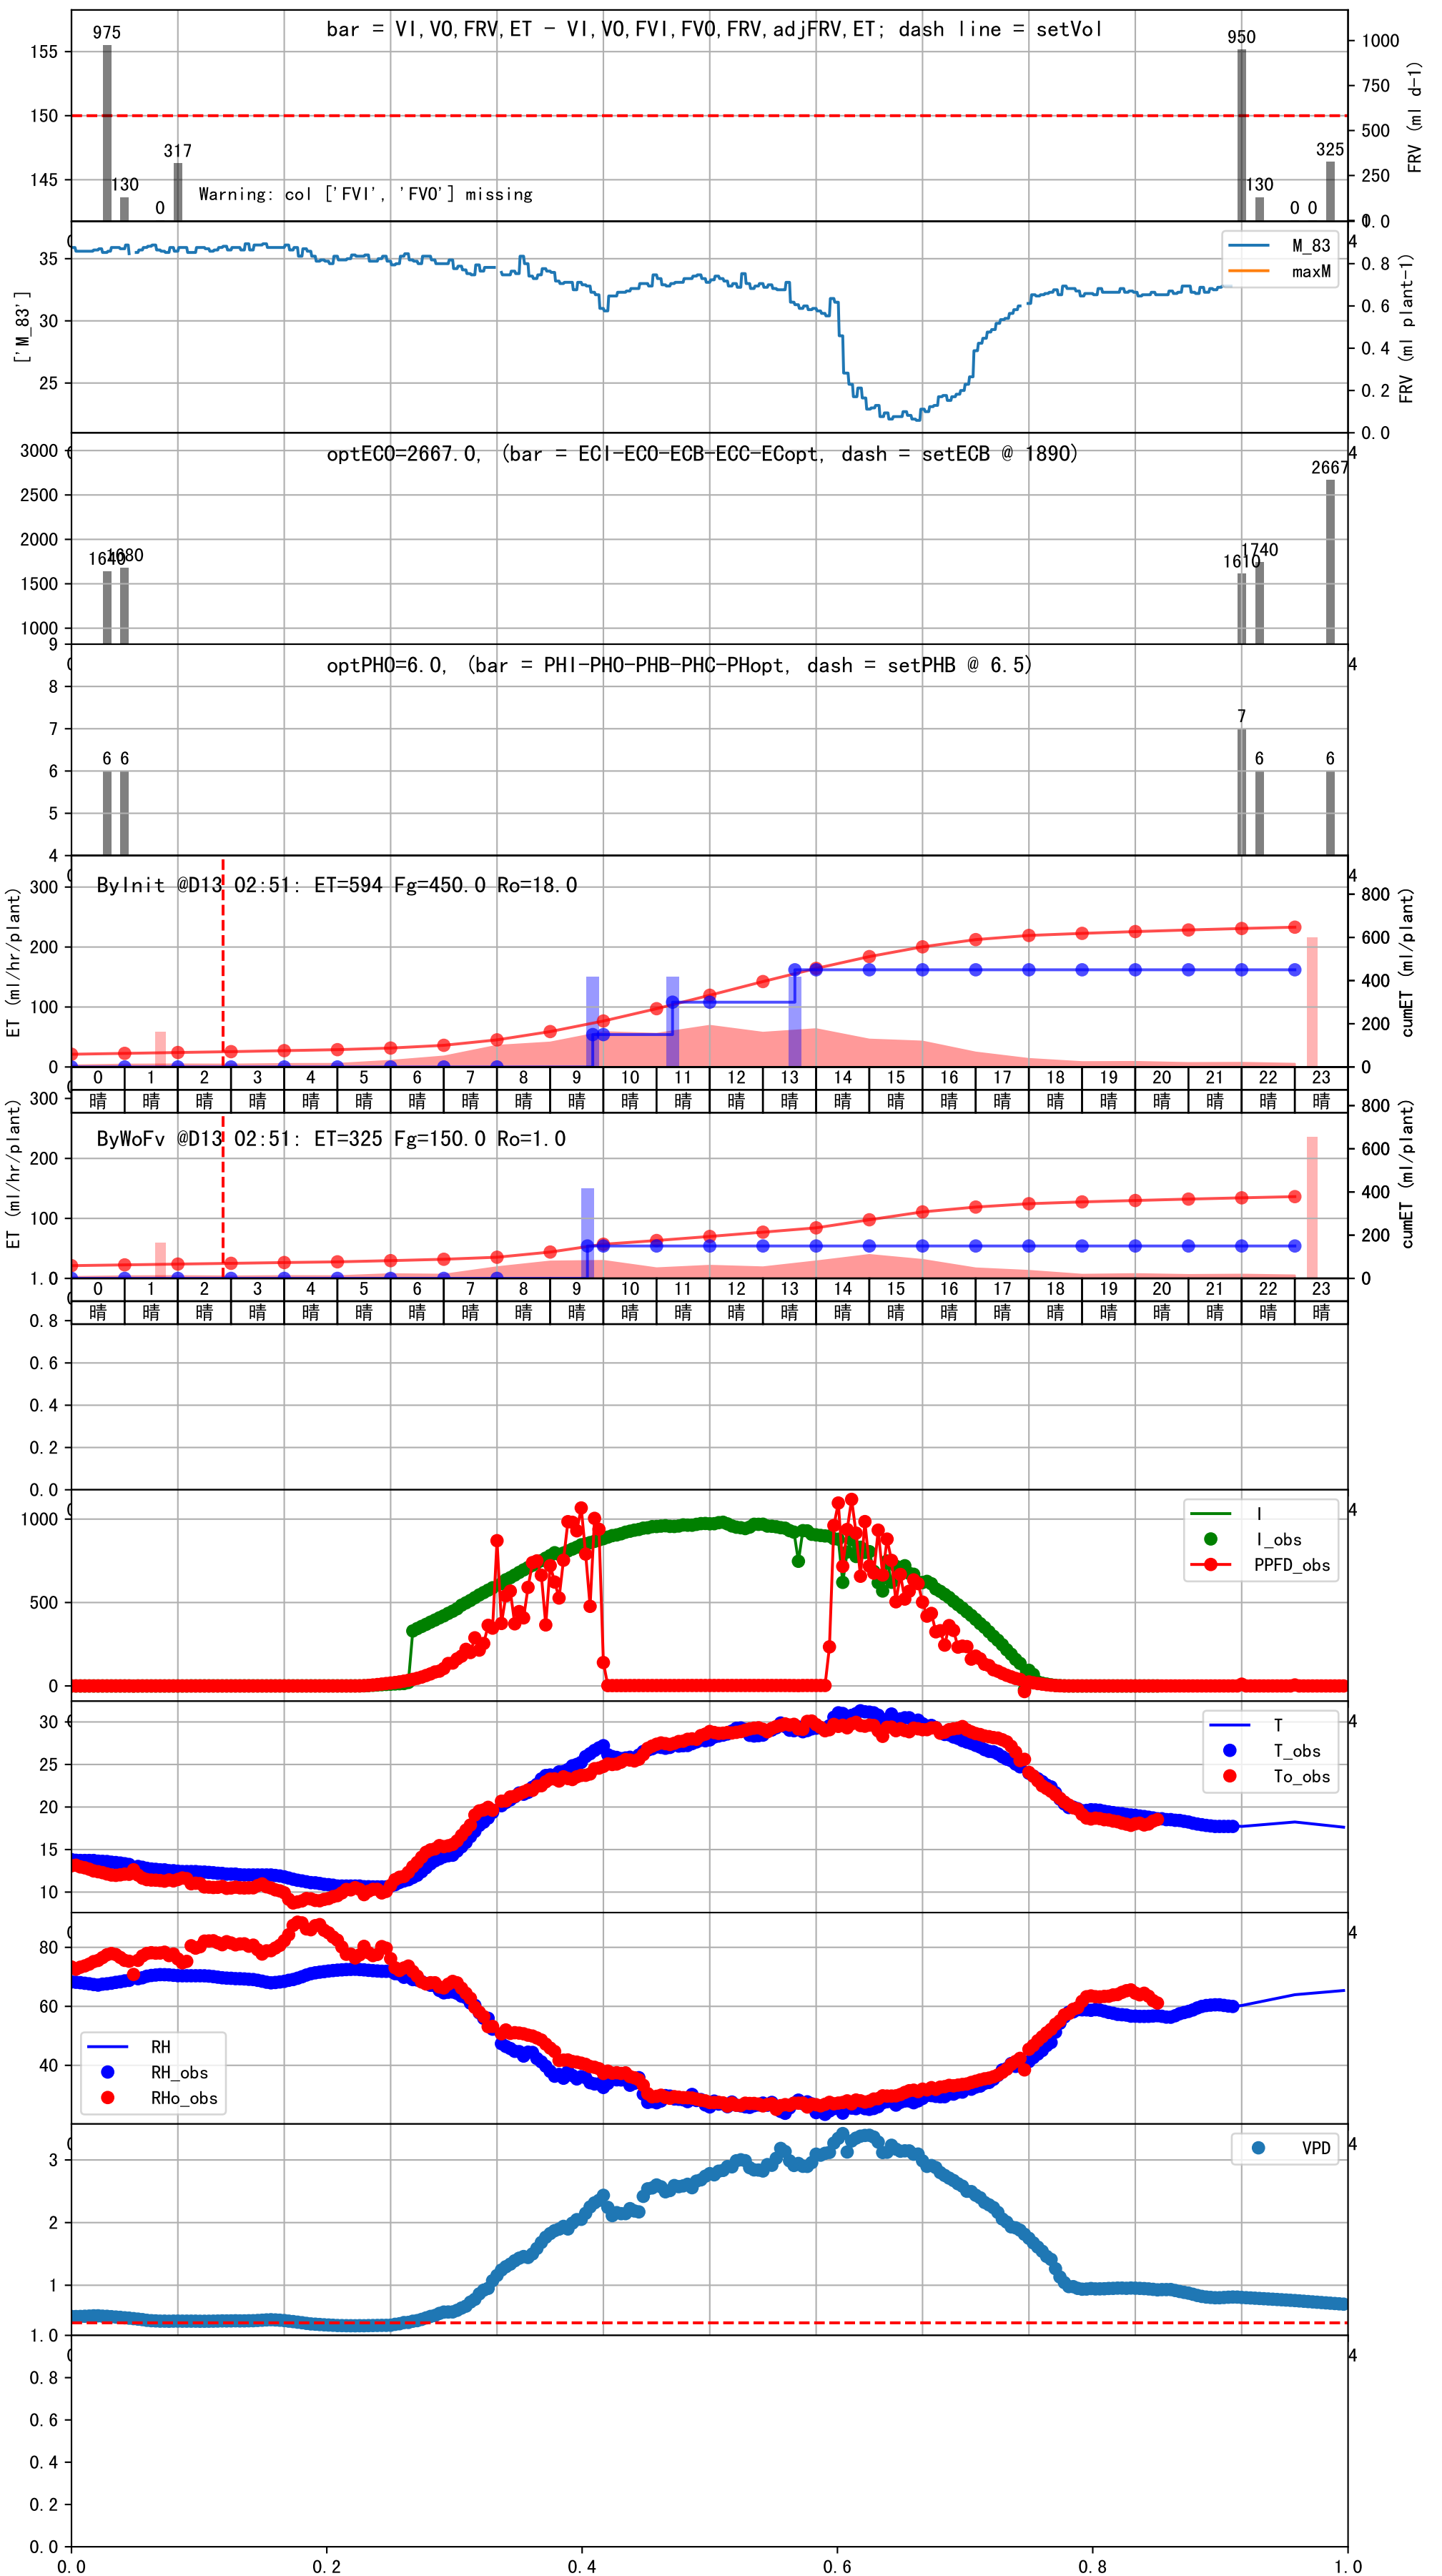 bar = VI,VO,FRV,ET - VI,VO,FVI,FVO,FRV,adjFRV,ET; dash line = setVol
975
130
0
317
950
130
0 0
325
Warning: col ['FVI', 'FVO'] missing
155
150
145
1000
750
500
250
0
FRV (ml d-1)
['M_83']
35
30
25
M_83
maxM
1.0
0.8
0.6
0.4
0.2
0.0
FRV (ml plant-1)
optECO=2667.0, (bar = ECI-ECO-ECB-ECC-ECopt, dash = setECB @ 1890)
3000
2500
2000
1500
1000
1640
1680
1610
1740
2667
optPHO=6.0, (bar = PHI-PHO-PHB-PHC-PHopt, dash = setPHB @ 6.5)
9
8
7
6
5
4
6 6
7
6
6
ByInit @D13 02:51: ET=594 Fg=450.0 Ro=18.0
ET (ml/hr/plant)
300
200
100
0
800
600
400
200
0
cumET (ml/plant)
0 1 2 3 4 5 6 7 8 9 10 11 12 13 14 15 16 17 18 19 20 21 22 23
晴 晴 晴 晴 晴 晴 晴 晴 晴 晴 晴 晴 晴 晴 晴 晴 晴 晴 晴 晴 晴 晴 晴 晴
ByWoFv @D13 02:51: ET=325 Fg=150.0 Ro=1.0
ET (ml/hr/plant)
300
200
100
800
600
400
200
0
cumET (ml/plant)
0 1 2 3 4 5 6 7 8 9 10 11 12 13 14 15 16 17 18 19 20 21 22 23
晴 晴 晴 晴 晴 晴 晴 晴 晴 晴 晴 晴 晴 晴 晴 晴 晴 晴 晴 晴 晴 晴 晴 晴
1.0
0.8
0.6
0.4
0.2
0.0
1000
500
0
I
I_obs
PPFD_obs
30
25
20
15
10
T
T_obs
To_obs
80
60
40
RH
RH_obs
RHo_obs
3
2
1
VPD
1.0
0.8
0.6
0.4
0.2
0.0
0.0 0.2 0.4 0.6 0.8 1.0